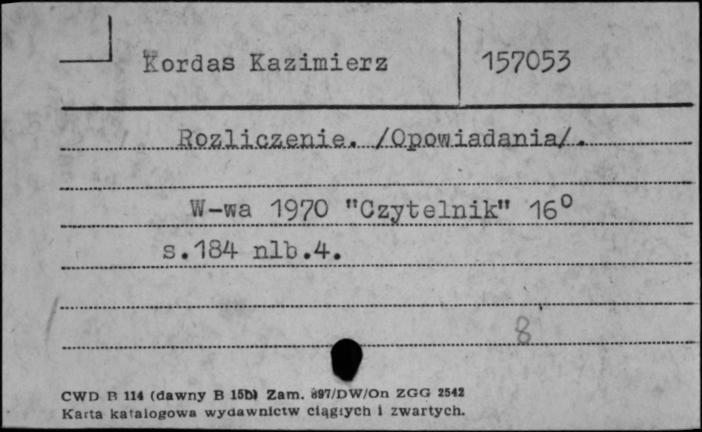 Kordas Kazimierz 157053
Rozliczenie. /Opowiadania/.
W-wa 1970 "Czytelnik" 16⁰
s.184 nlb.4.
8
CWD B 114 (dawny B 15b) Zam. 897/DW/On ZGG 2542
Karta katalogowa wydawnictw ciągłych i zwartych.